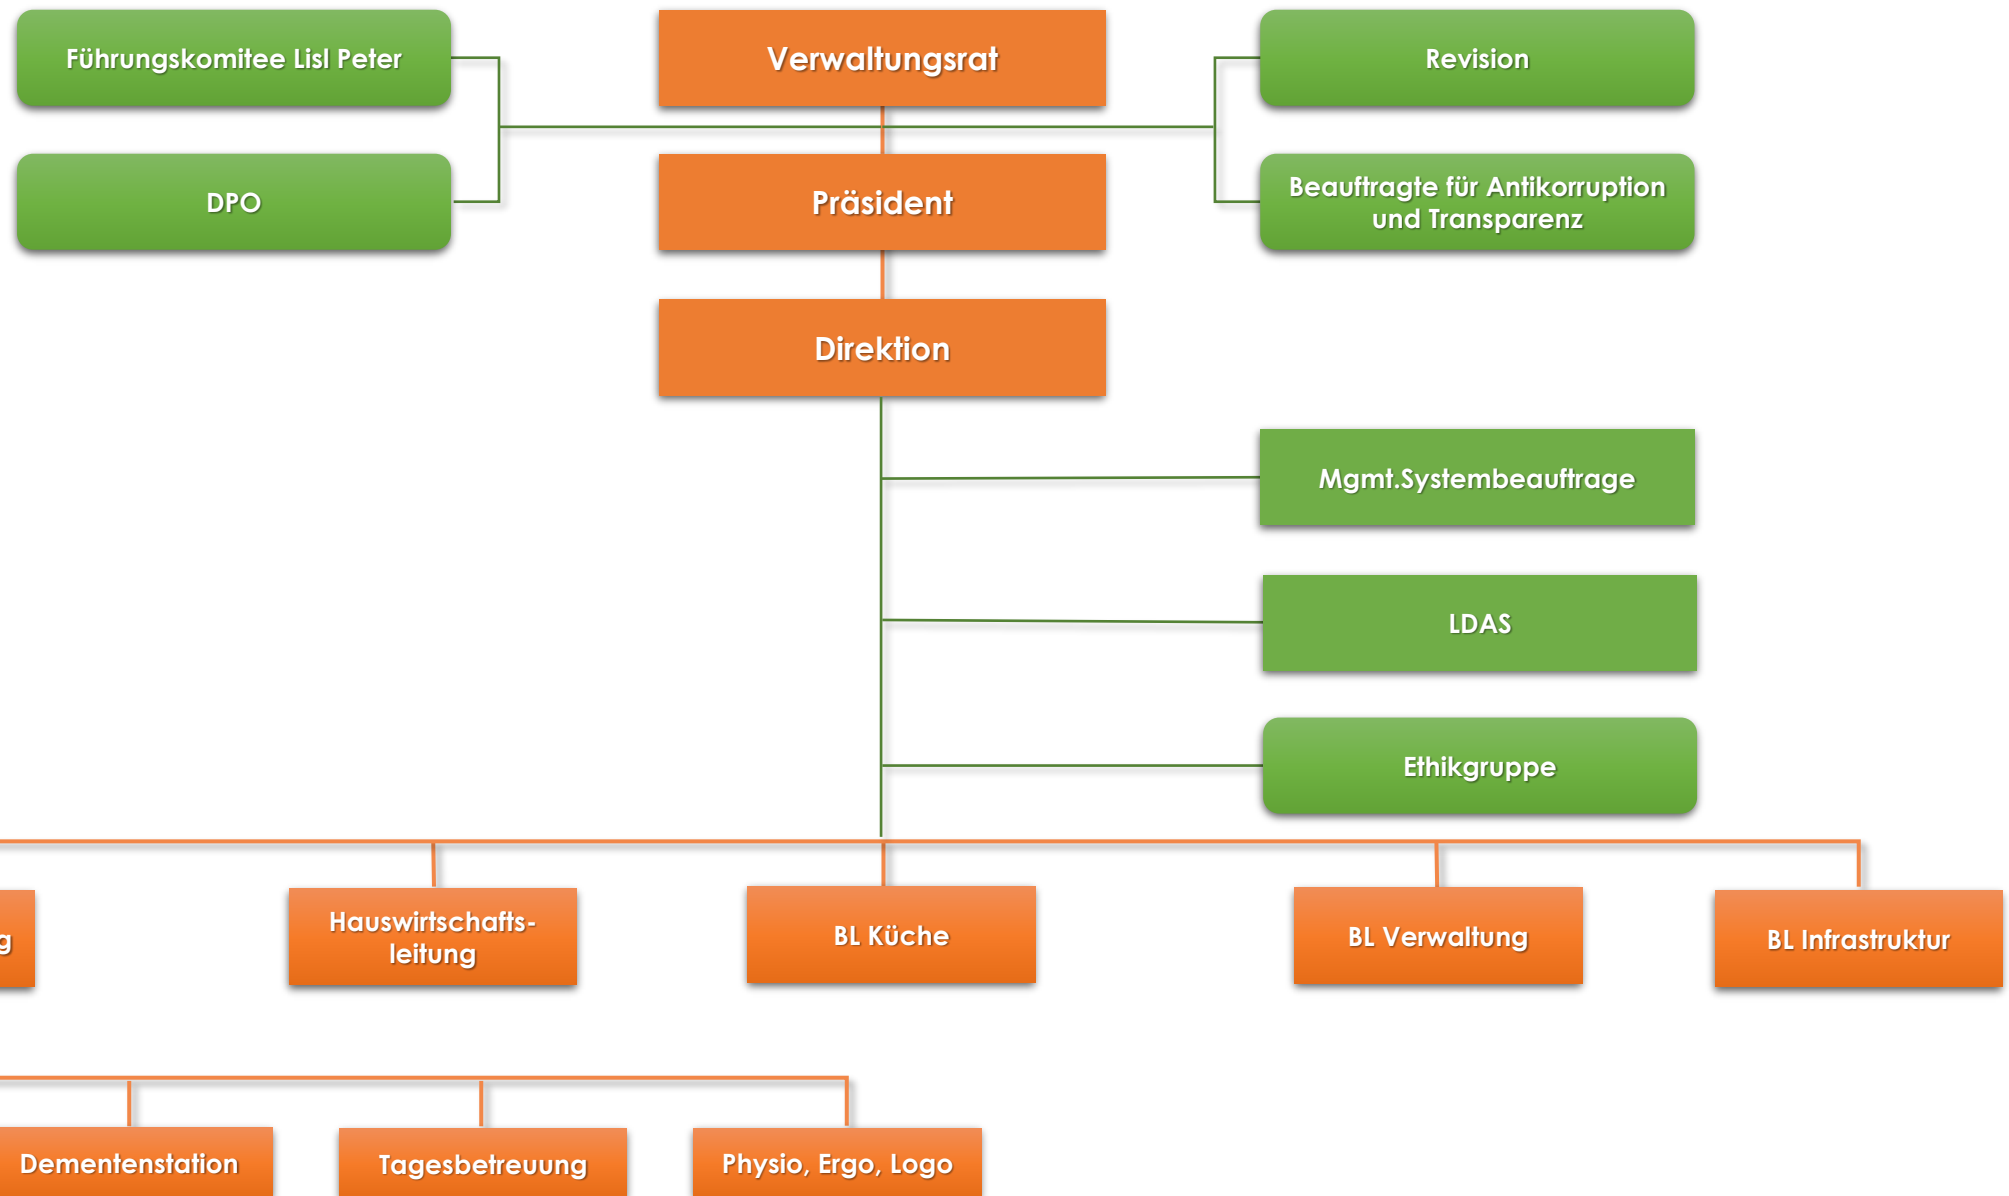 Führungskomitee Lisl Peter
Verwaltungsrat
Revision
DPO
Präsident
Beauftragte für Antikorruption
und Transparenz
Direktion
Mgmt.Systembeauftrage
LDAS
Ethikgruppe
g
Hauswirtschafts-
leitung
BL Küche
BL Verwaltung
BL Infrastruktur
Dementenstation
Tagesbetreuung
Physio, Ergo, Logo